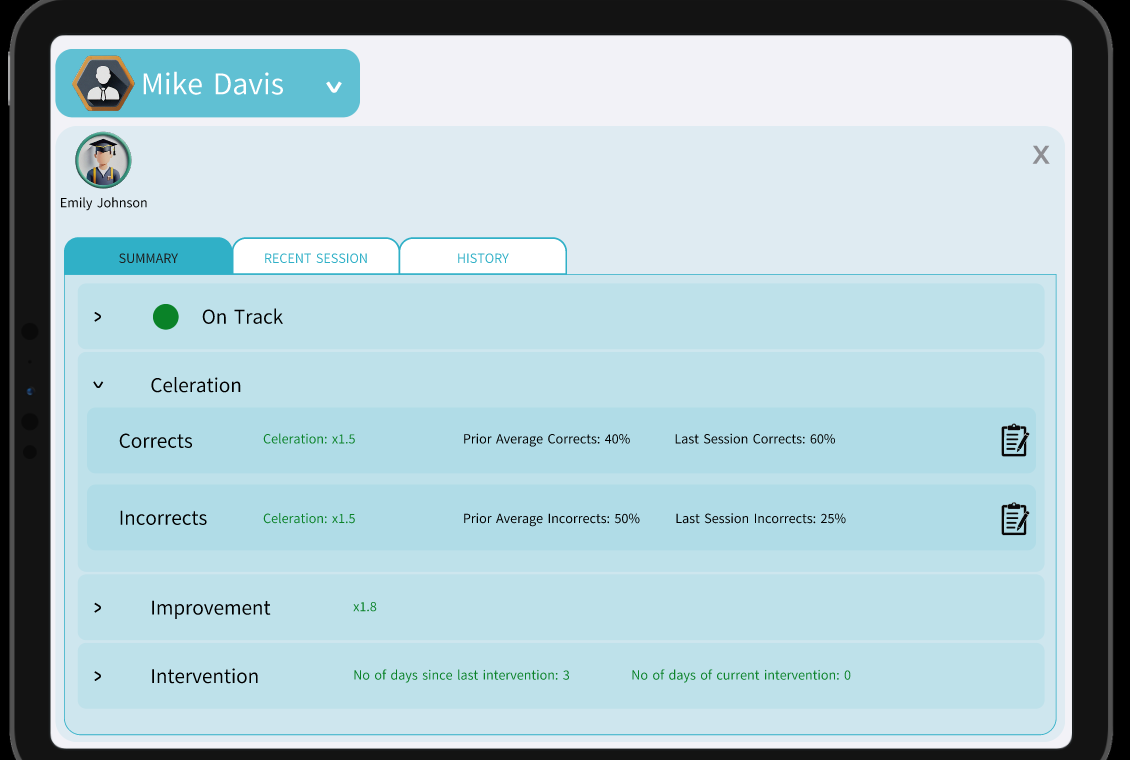 Mike Davis
X
Emily Johnson
SUMMARY RECENT SESSION HISTORY
> On Track
Celeration
Corrects Celeration: x1.5 Prior Average Corrects: 40% Last Session Corrects: 60%
Incorrects Celeration: x1.5 Prior Average Incorrects: 50% Last Session Incorrects: 25%
> Improvement x1.8
> Intervention No of days since last intervention: 3 No of days of current intervention: 0